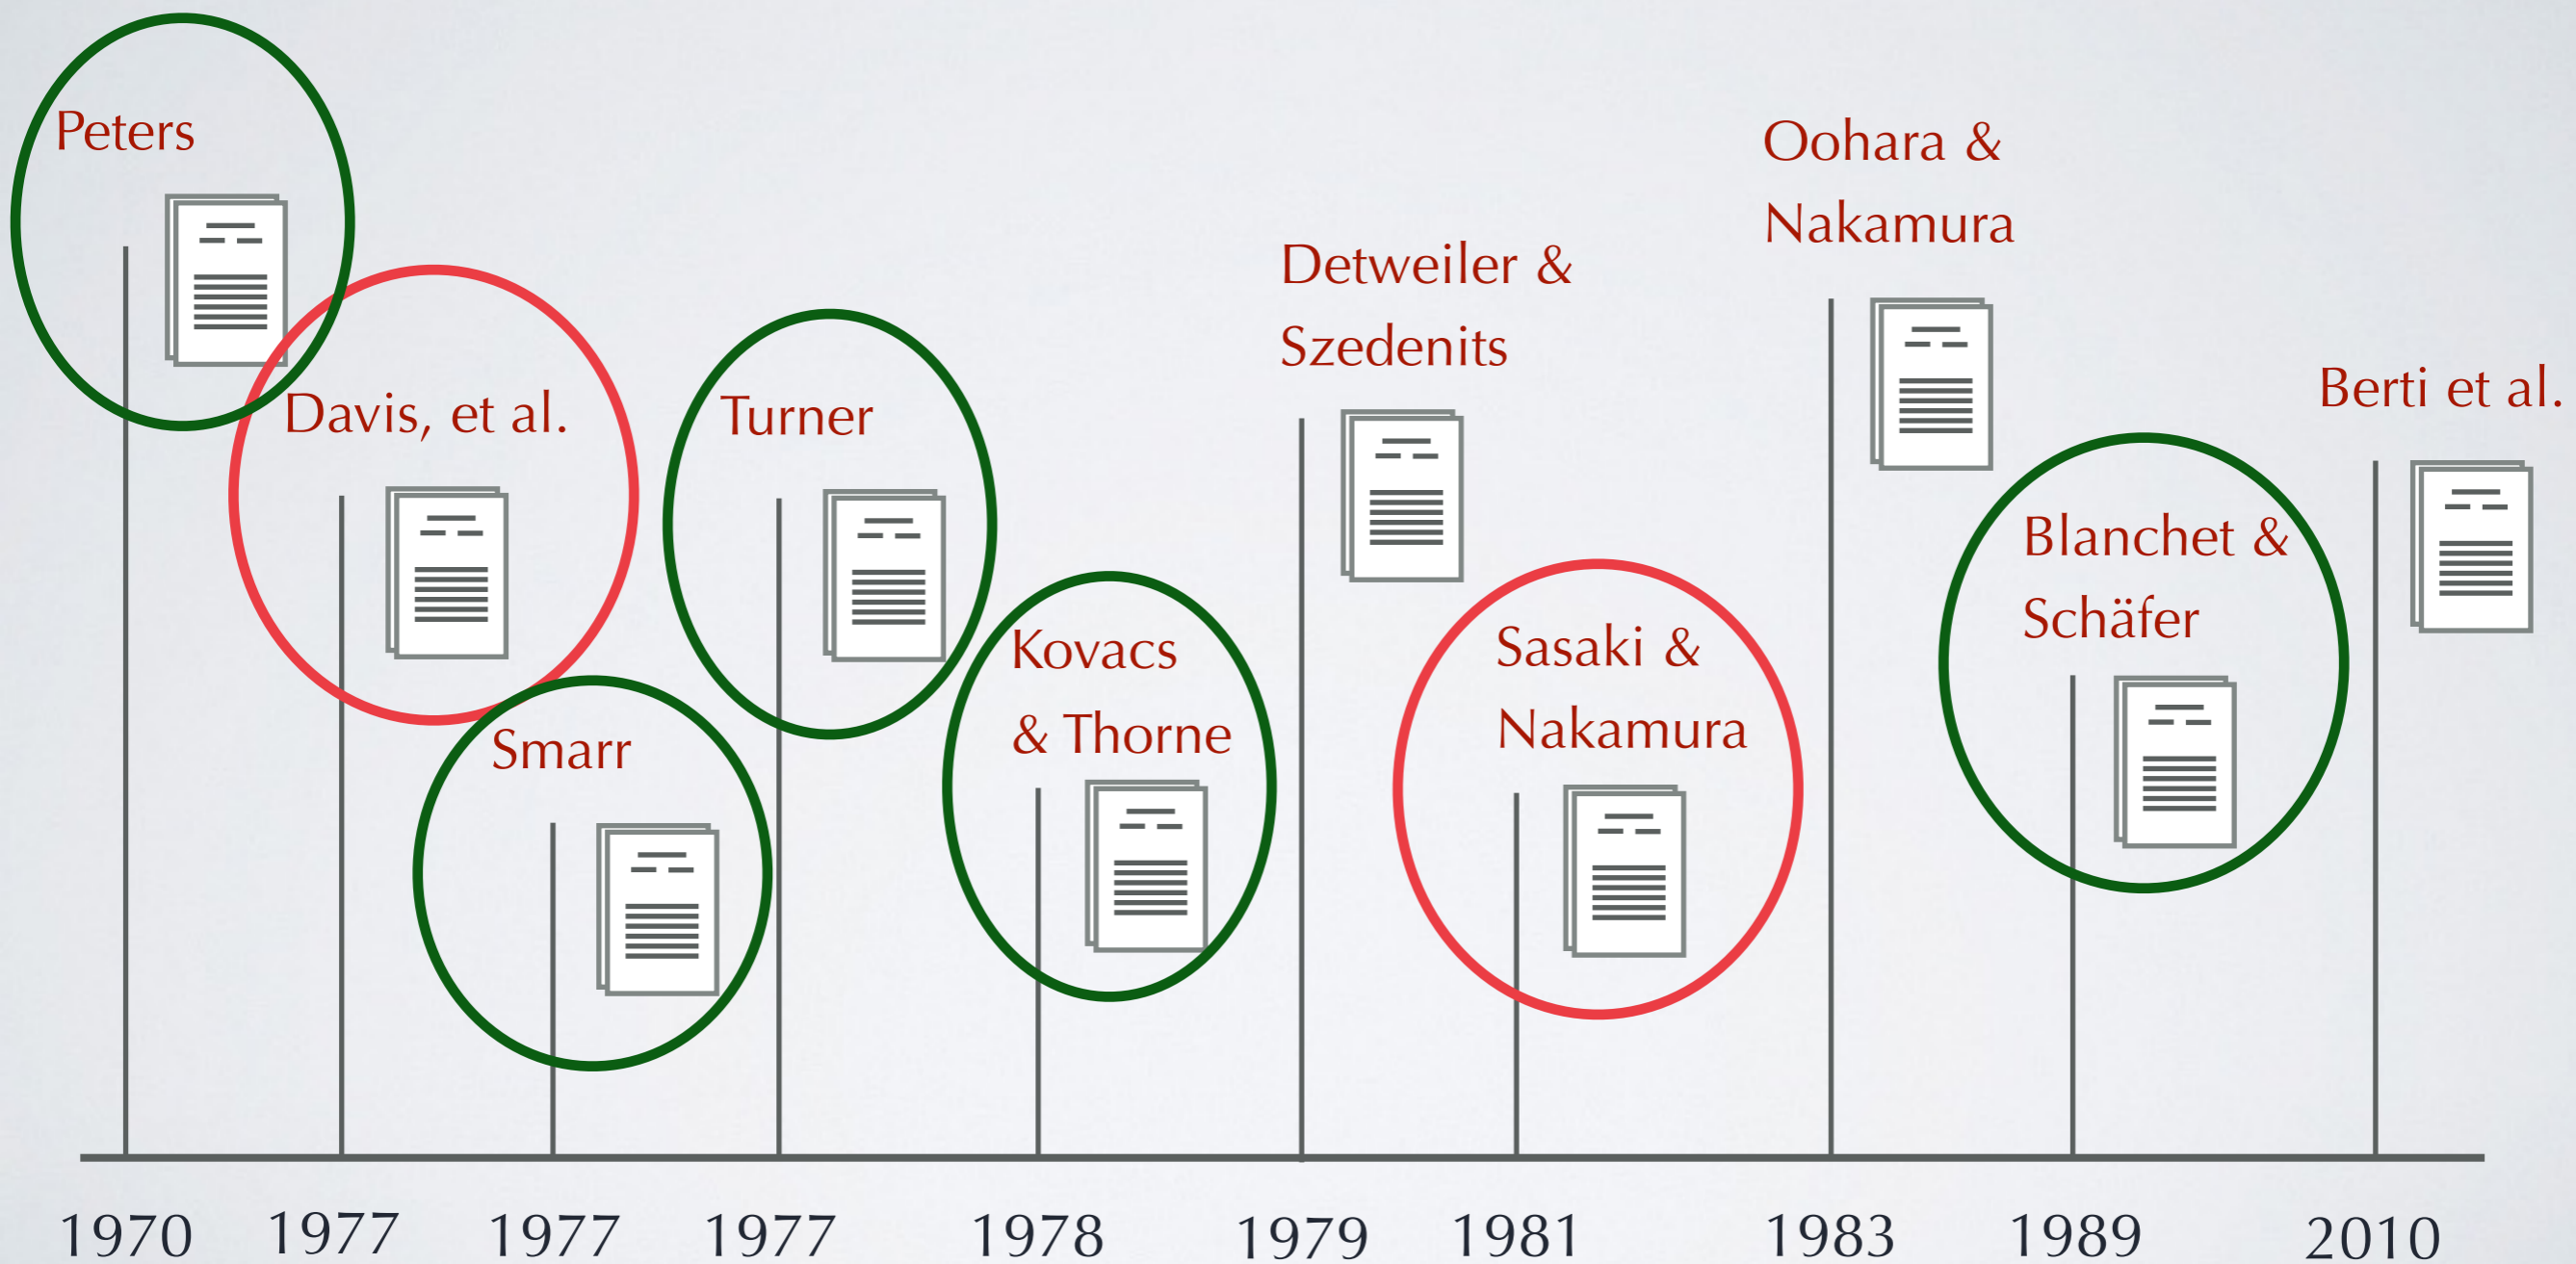 Peters
Davis, et al.
Smarr
Turner
Kovacs
& Thorne
Detweiler &
Szedenits
Sasaki &
Nakamura
Oohara &
Nakamura
Blanchet &
Schäfer
Berti et al.
1970
1977
1977
1977
1978
1979
1981
1983
1989
2010